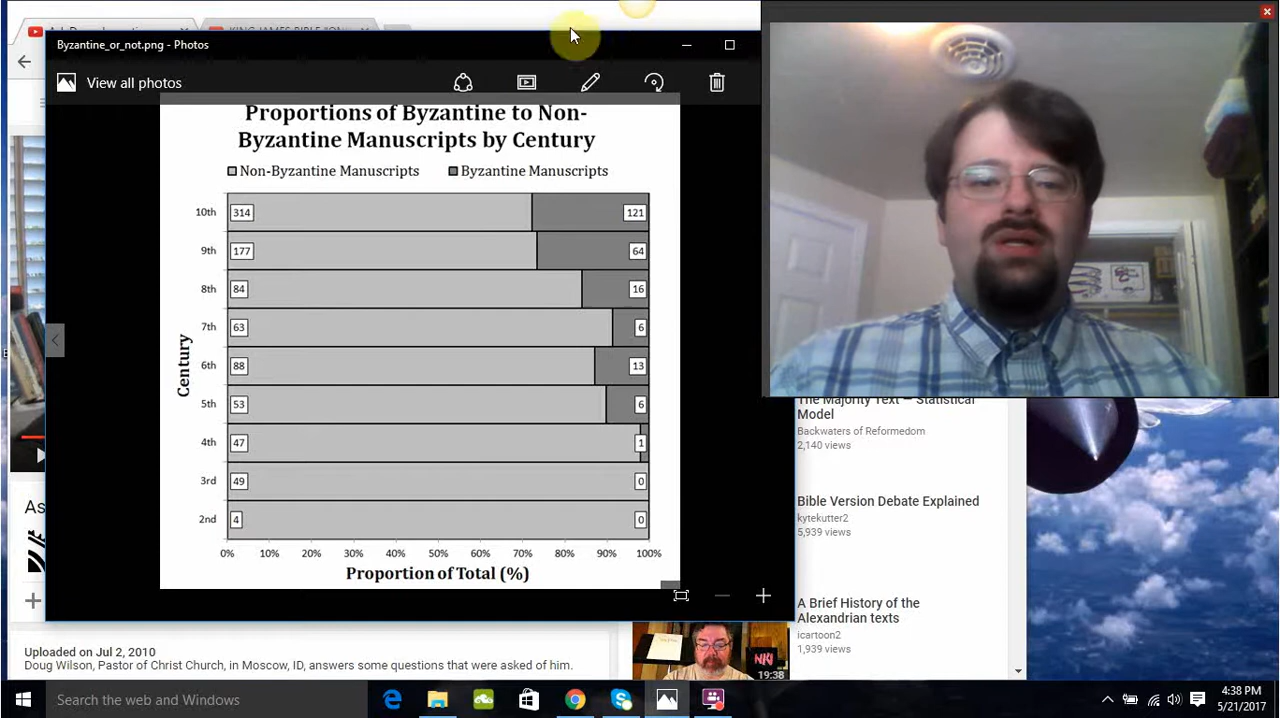 Byzantine_or_not.png - Photos
View all photos
Proportions of Byzantine to Non-
Byzantine Manuscripts by Century
Non-Byzantine Manuscripts Byzantine Manuscripts
10th 314 121
9th 177 64
8th 84 16
7th 63 6
6th 88 13
5th 53 6
4th 47 1
3rd 49 0
2nd 4 0
Century
0% 10% 20% 30% 40% 50% 60% 70% 80% 90% 100%
Proportion of Total (%)
As
Uploaded on Jul 2, 2010
Doug Wilson, Pastor of Christ Church, in Moscow, ID, answers some questions that were asked of him.
The Majority Text — Statistical
Model
Backwaters of Reformedom
2,140 views
Bible Version Debate Explained
kytekutter2
5,939 views
A Brief History of the
Alexandrian texts
icartoon2
1,939 views
NKJ
19:38
Search the web and Windows
4:38 PM
5/21/2017